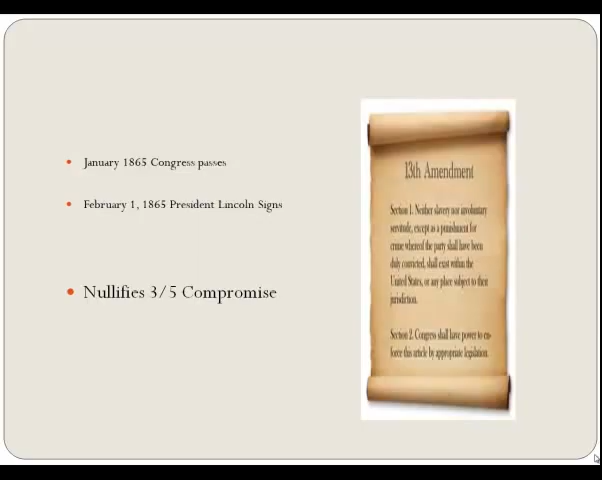 January 1865 Congress passes
February 1, 1865 President Lincoln Signs
Nullifies 3/5 Compromise
13th Amendment
Section 1. Neither slavery nor involuntary
servitude, except as a punishment for
crime whereof the party shall have been
duly convicted, shall exist within the
United States, or any place subject to their
jurisdiction.
Section 2. Congress shall have power to en-
force this article by appropriate legislation.